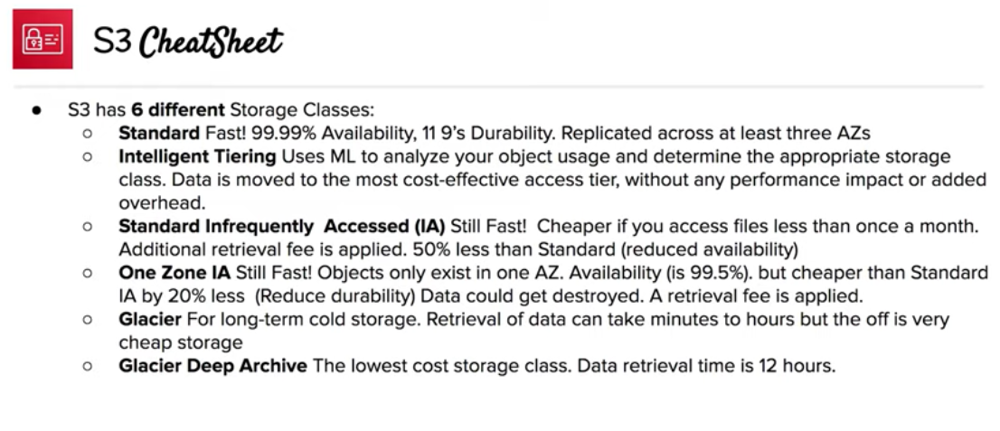 S3 CheatSheet
● S3 has 6 different Storage Classes:
○ Standard Fast! 99.99% Availability, 11 9's Durability. Replicated across at least three AZs
○ Intelligent Tiering Uses ML to analyze your object usage and determine the appropriate storage
class. Data is moved to the most cost-effective access tier, without any performance impact or added
overhead.
○ Standard Infrequently Accessed (IA) Still Fast! Cheaper if you access files less than once a month.
Additional retrieval fee is applied. 50% less than Standard (reduced availability)
○ One Zone IA Still Fast! Objects only exist in one AZ. Availability (is 99.5%). but cheaper than Standard
IA by 20% less (Reduce durability) Data could get destroyed. A retrieval fee is applied.
○ Glacier For long-term cold storage. Retrieval of data can take minutes to hours but the off is very
cheap storage
○ Glacier Deep Archive The lowest cost storage class. Data retrieval time is 12 hours.